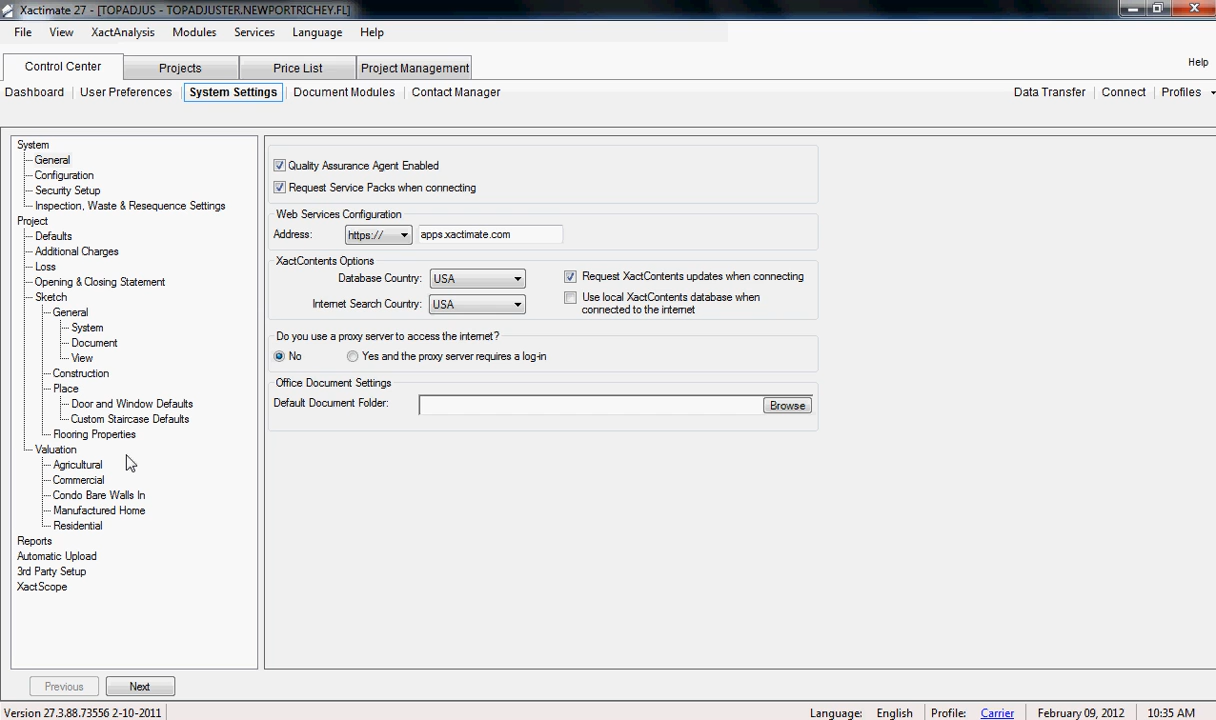 Xactimate 27 - [TOPADJUS - TOPADJUSTER.NEWPORTRICHEY.FL]
File View XactAnalysis Modules Services Language Help
Control Center Projects Price List Project Management Help
Dashboard User Preferences System Settings Document Modules Contact Manager Data Transfer Connect Profiles
System
General
Configuration
Security Setup
Inspection, Waste & Resequence Settings
Project
Defaults
Additional Charges
Loss
Opening & Closing Statement
Sketch
General
System
Document
View
Construction
Place
Door and Window Defaults
Custom Staircase Defaults
Flooring Properties
Valuation
Agricultural
Commercial
Condo Bare Walls In
Manufactured Home
Residential
Reports
Automatic Upload
3rd Party Setup
XactScope
Quality Assurance Agent Enabled
Request Service Packs when connecting
Web Services Configuration
Address: https:// apps.xactimate.com
XactContents Options
Database Country: USA
Request XactContents updates when connecting
Internet Search Country: USA
Use local XactContents database when
connected to the internet
Do you use a proxy server to access the internet?
No Yes and the proxy server requires a log-in
Office Document Settings
Default Document Folder: Browse
Previous Next
Version 27.3.88.73556 2-10-2011 Language: English Profile: Carrier February 09, 2012 10:35 AM